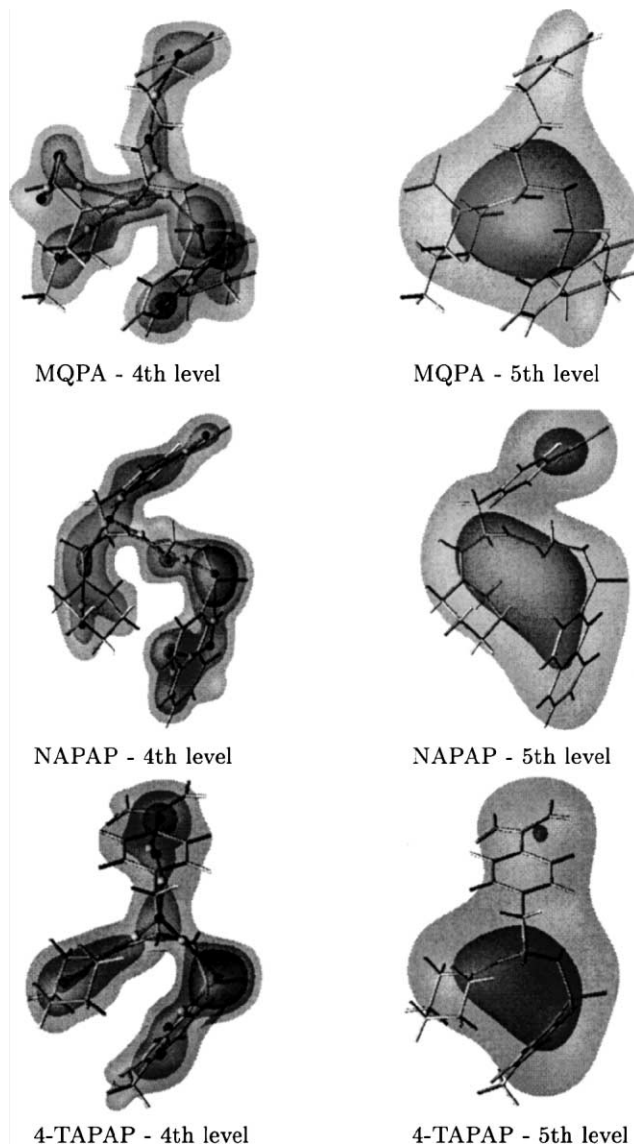 MQPA - 4th level
MQPA - 5th level
NAPAP - 4th level
NAPAP - 5th level
4-TAPAP - 4th level
4-TAPAP - 5th level